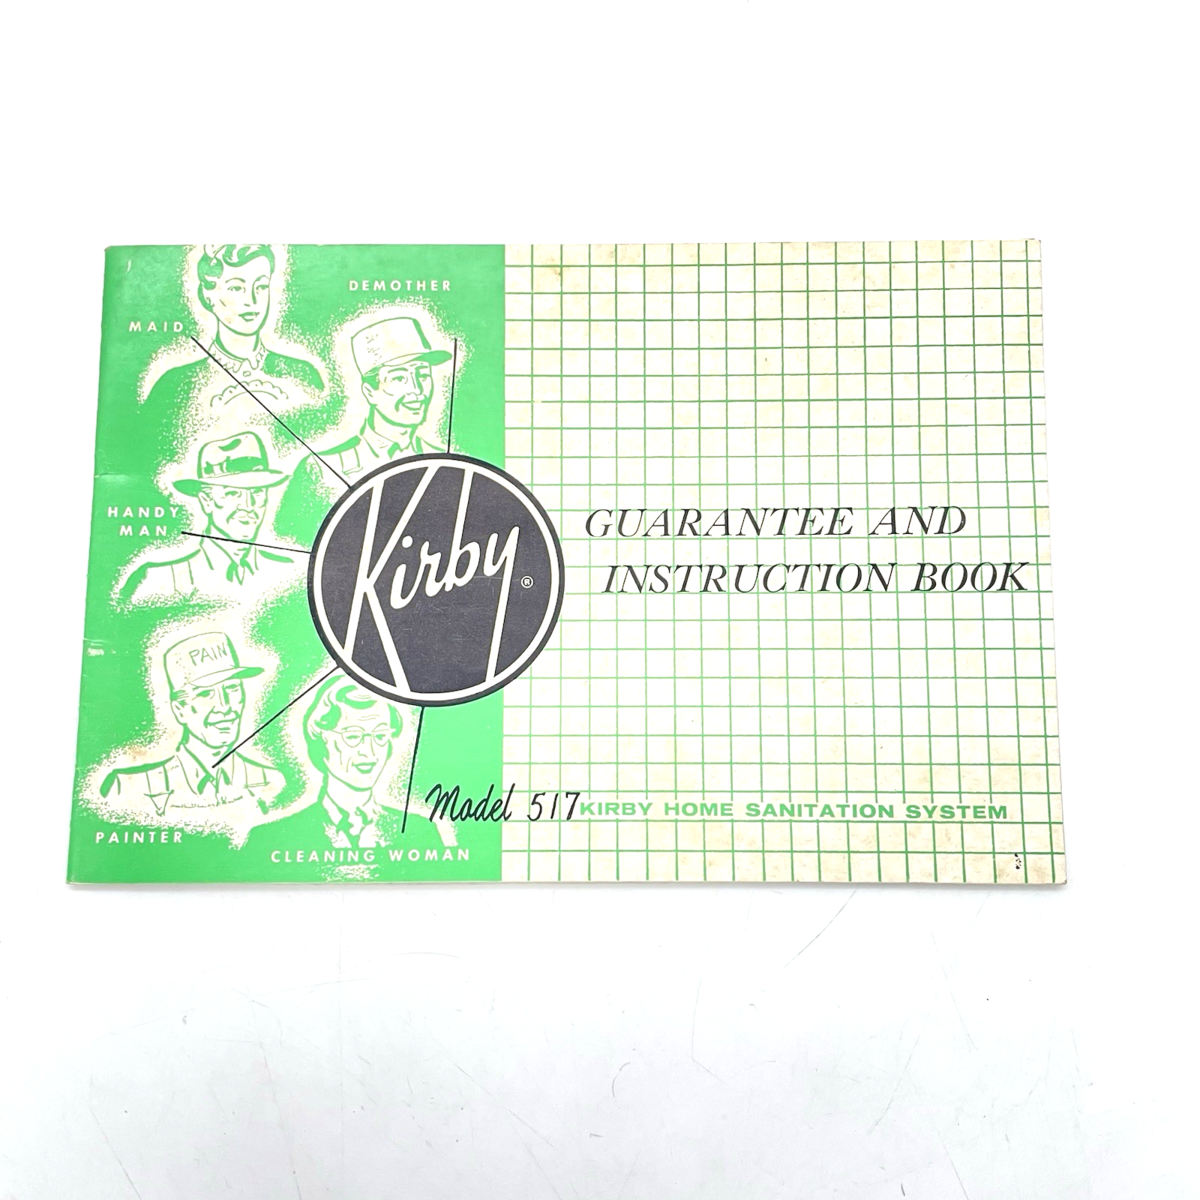 DEMOTHER
MAID
HANDY
MAN
PAIN
PAINTER
CLEANING WOMAN
Kirby ®
GUARANTEE AND
INSTRUCTION BOOK
Model 517 KIRBY HOME SANITATION SYSTEM